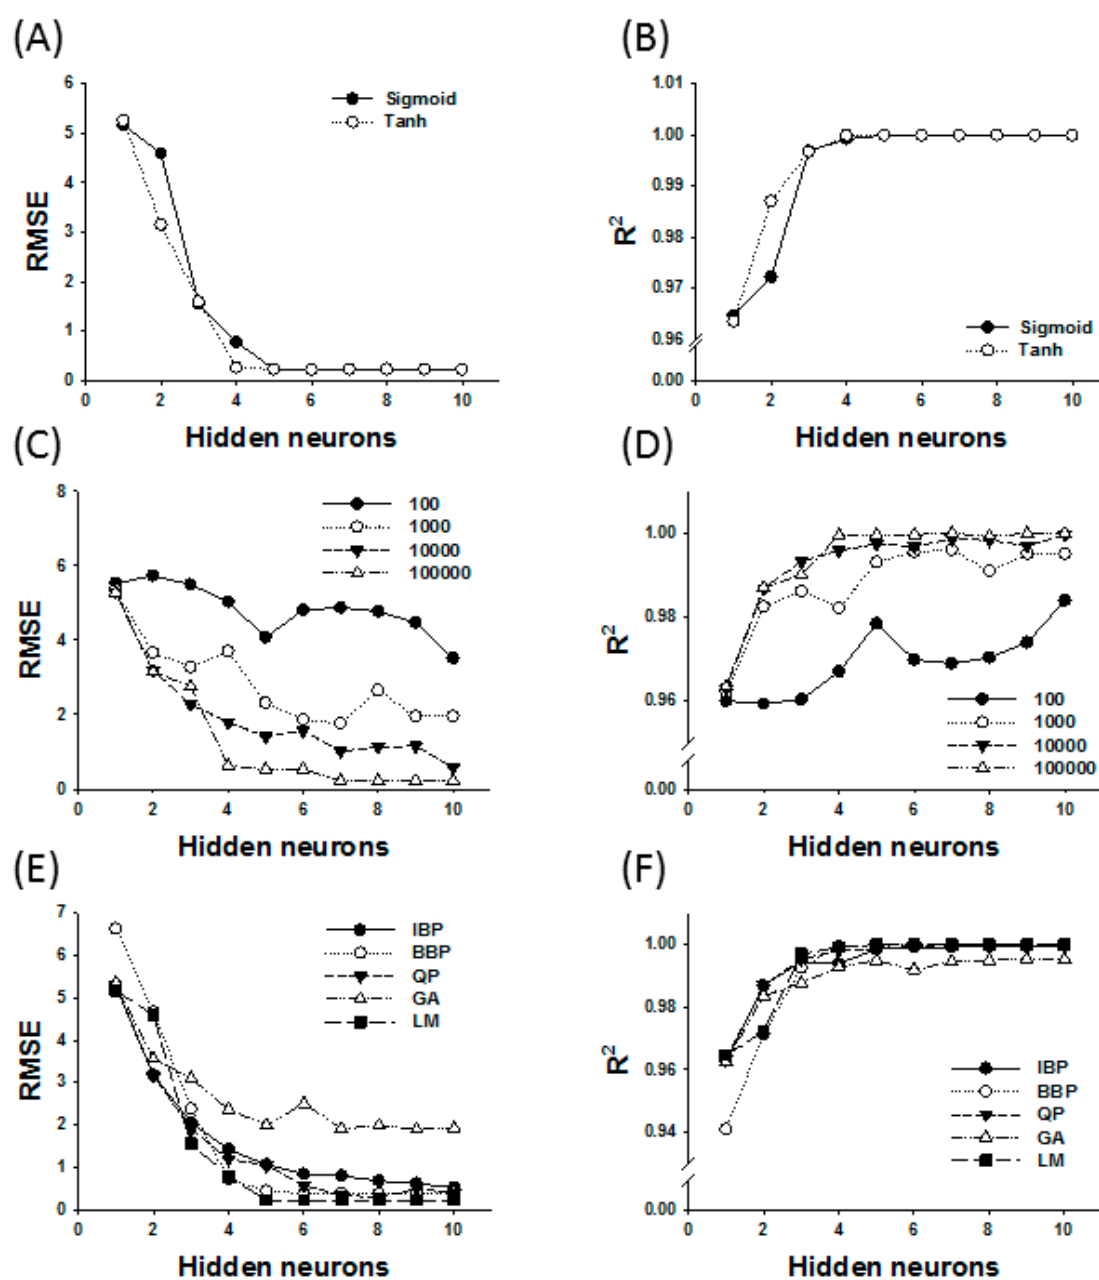 (A)
6
5
4
3
2
1
0
RMSE
Sigmoid
Tanh
0 2 4 6 8 10
Hidden neurons
(B)
1.01
1.00
0.99
0.98
0.97
0.96
0.00
R²
Sigmoid
Tanh
0 2 4 6 8 10
Hidden neurons
(C)
8
6
4
2
0
RMSE
100
1000
10000
100000
0 2 4 6 8 10
Hidden neurons
(D)
1.00
0.98
0.96
0.00
R²
100
1000
10000
100000
0 2 4 6 8 10
Hidden neurons
(E)
7
6
5
4
3
2
1
0
RMSE
IBP
BBP
QP
GA
LM
0 2 4 6 8 10
Hidden neurons
(F)
1.00
0.98
0.96
0.94
0.00
R²
IBP
BBP
QP
GA
LM
0 2 4 6 8 10
Hidden neurons